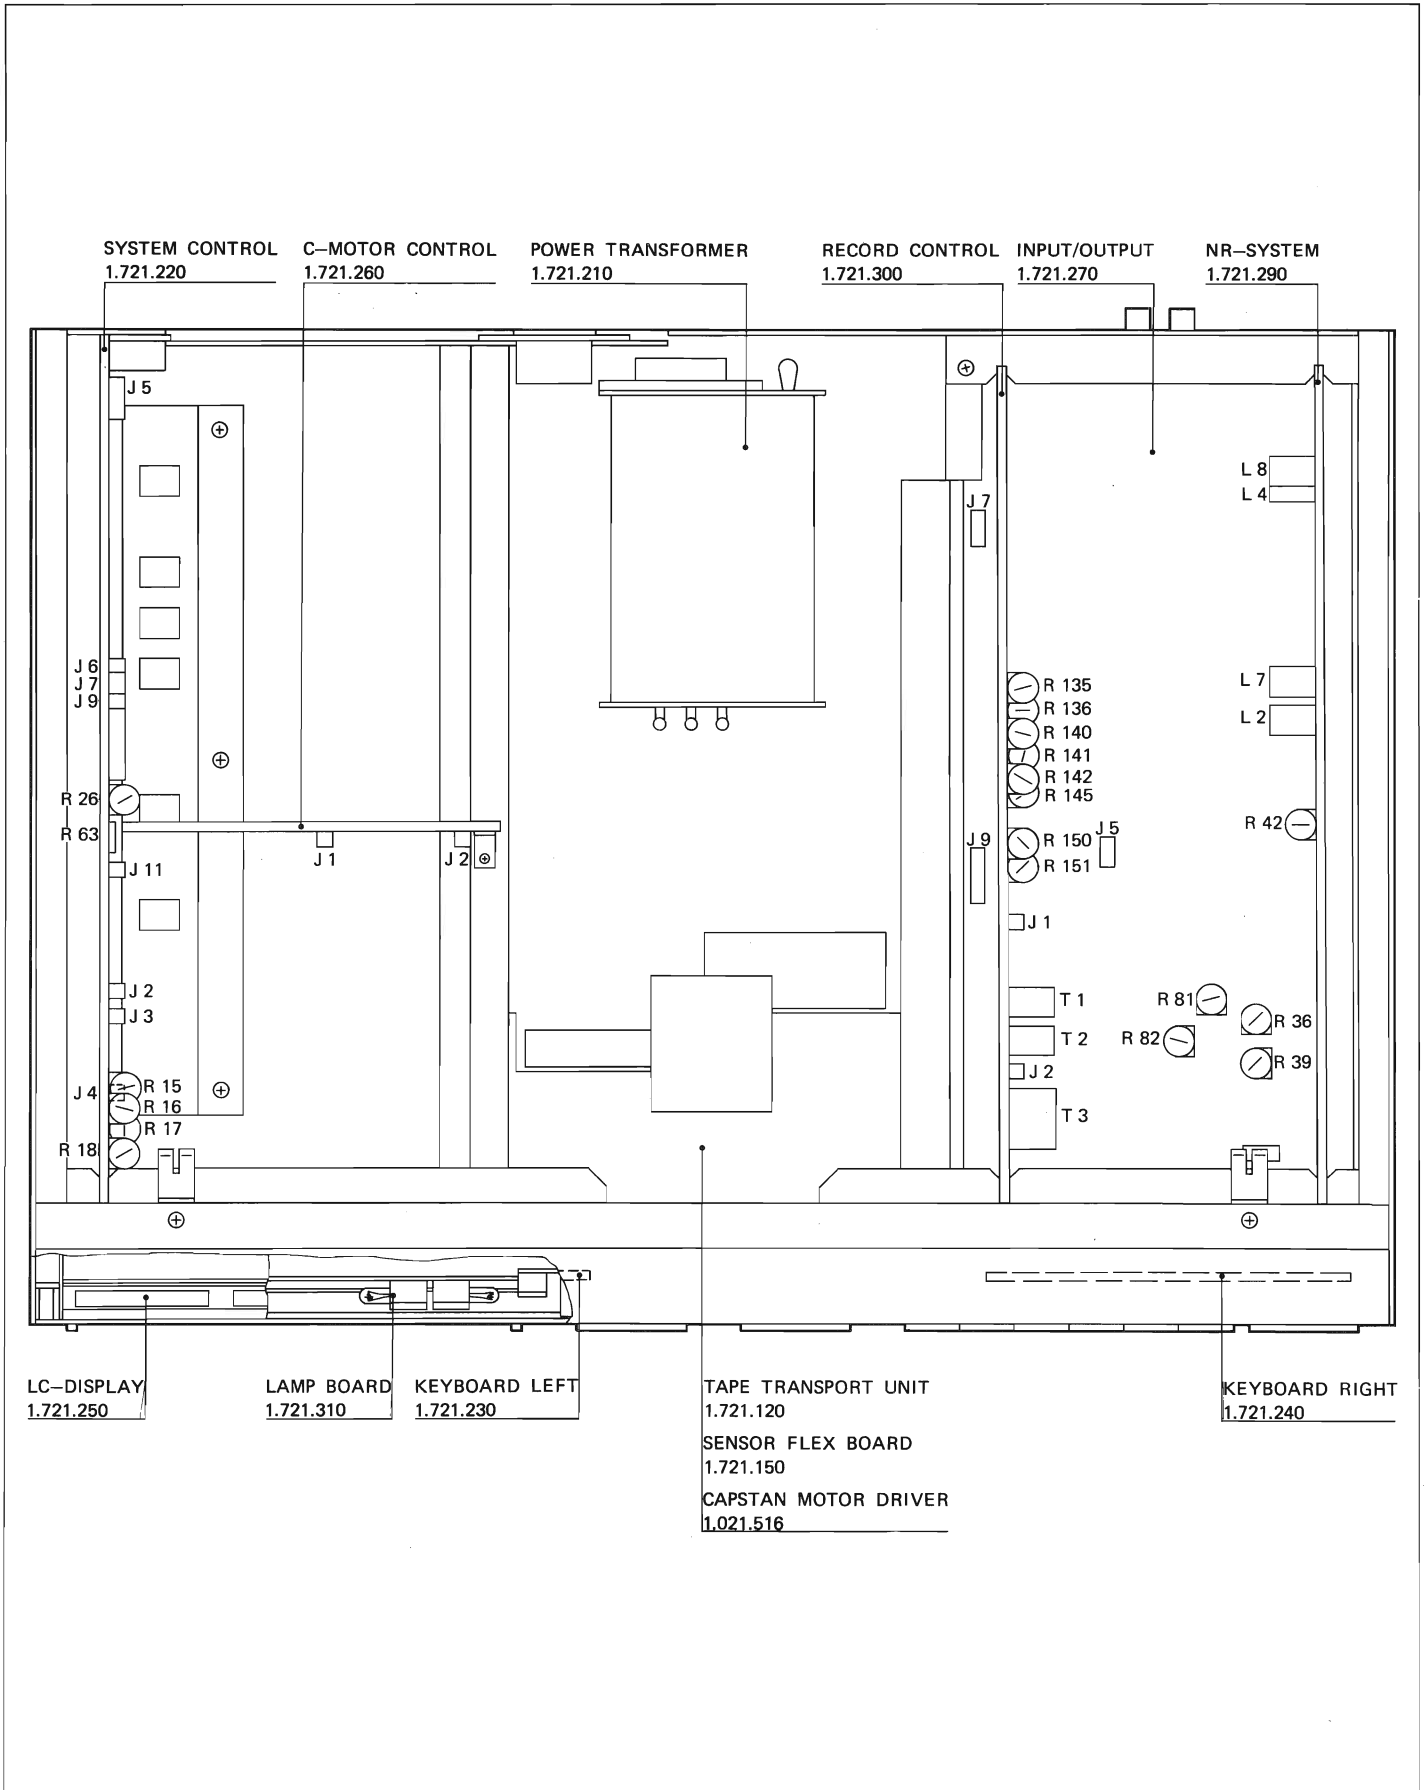 SYSTEM CONTROL
1.721.220
C–MOTOR CONTROL
1.721.260
POWER TRANSFORMER
1.721.210
RECORD CONTROL
1.721.300
INPUT/OUTPUT
1.721.270
NR–SYSTEM
1.721.290
J 5
L 8
L 4
J 7
J 6
J 7
J 9
R 135
R 136
R 140
R 141
R 142
R 145
L 7
L 2
R 26
R 63
J 1
J 2
J 11
J 9
R 150
R 151
J 5
R 42
J 1
J 2
J 3
T 1
T 2
J 2
T 3
R 81
R 82
R 36
R 39
J 4
R 15
R 16
R 17
R 18
LC–DISPLAY
1.721.250
LAMP BOARD
1.721.310
KEYBOARD LEFT
1.721.230
TAPE TRANSPORT UNIT
1.721.120
SENSOR FLEX BOARD
1.721.150
CAPSTAN MOTOR DRIVER
1.021.516
KEYBOARD RIGHT
1.721.240